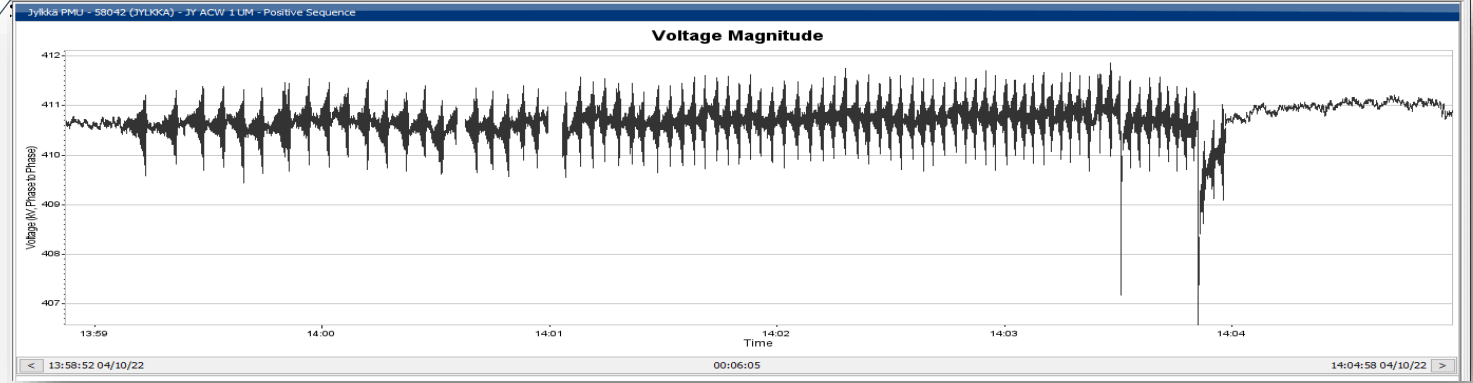 Jylkkä PMU - 58042 (JYLKKA) - JY ACW 1 UM - Positive Sequence
Voltage Magnitude
Voltage (kV, Phase to Phase)
412
411
410
409
408
407
13:59 14:00 14:01 14:02 14:03 14:04
Time
< 13:58:52 04/10/22 00:06:05 14:04:58 04/10/22 >